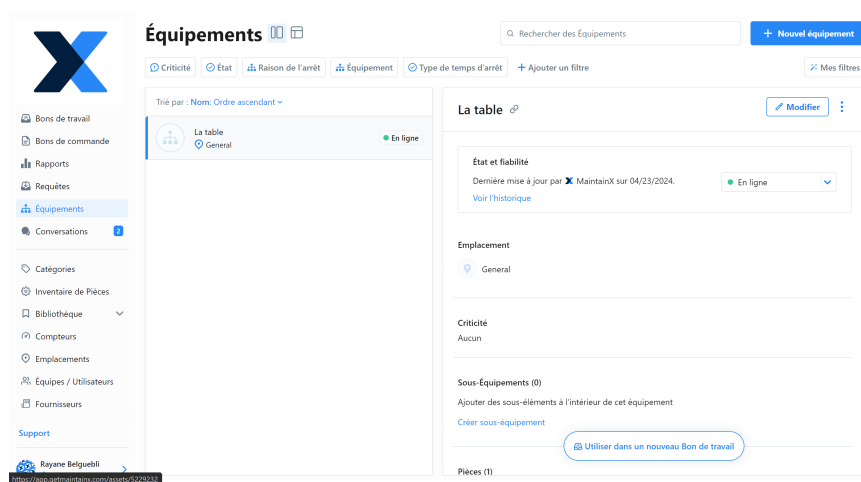 Équipements
Rechercher des Équipements
+ Nouvel équipement
Criticité
État
Raison de l'arrêt
Équipement
Type de temps d'arrêt
+ Ajouter un filtre
Mes filtres
Bons de travail
Bons de commande
Rapports
Requêtes
Équipements
Conversations 2
Catégories
Inventaire de Pièces
Bibliothèque
Compteurs
Emplacements
Équipes / Utilisateurs
Fournisseurs
Support
Rayane Belguebli
https://app.getmaintainx.com/assets/5229232
Trié par : Nom: Ordre ascendant
La table
General
En ligne
La table
Modifier
État et fiabilité
Dernière mise à jour par MaintainX sur 04/23/2024.
En ligne
Voir l'historique
Emplacement
General
Criticité
Aucun
Sous-Équipements (0)
Ajouter des sous-éléments à l'intérieur de cet équipement
Créer sous-équipement
Utiliser dans un nouveau Bon de travail
Pièces (1)